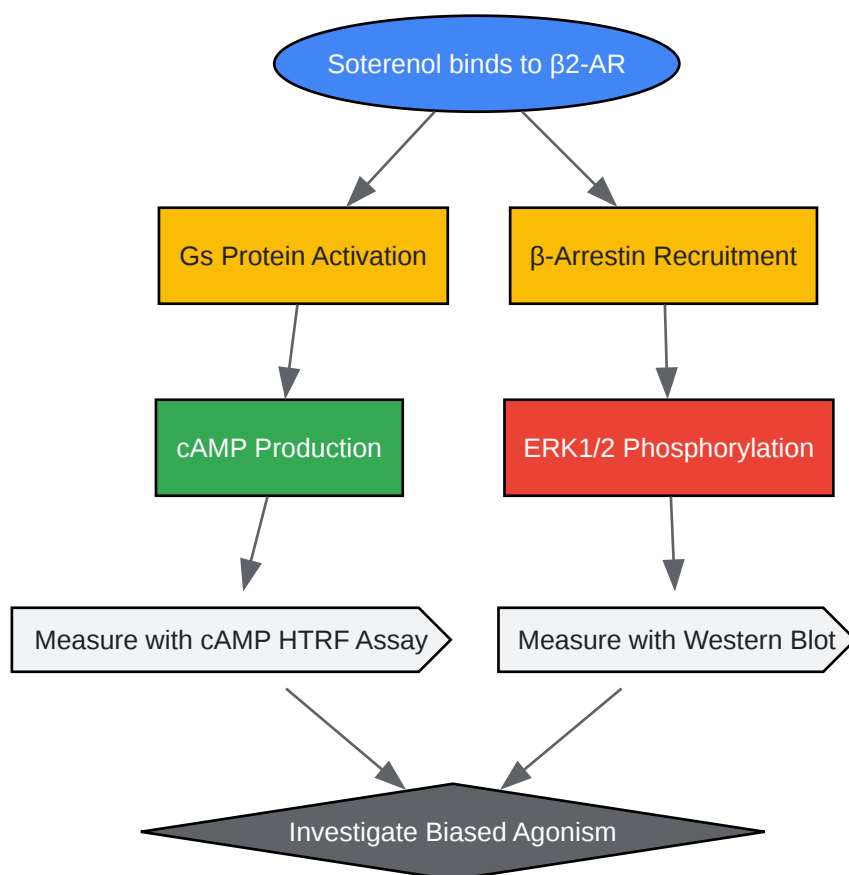 Soterenol binds to β2-AR
Gs Protein Activation
β-Arrestin Recruitment
cAMP Production
ERK1/2 Phosphorylation
Measure with cAMP HTRF Assay
Measure with Western Blot
Investigate Biased Agonism